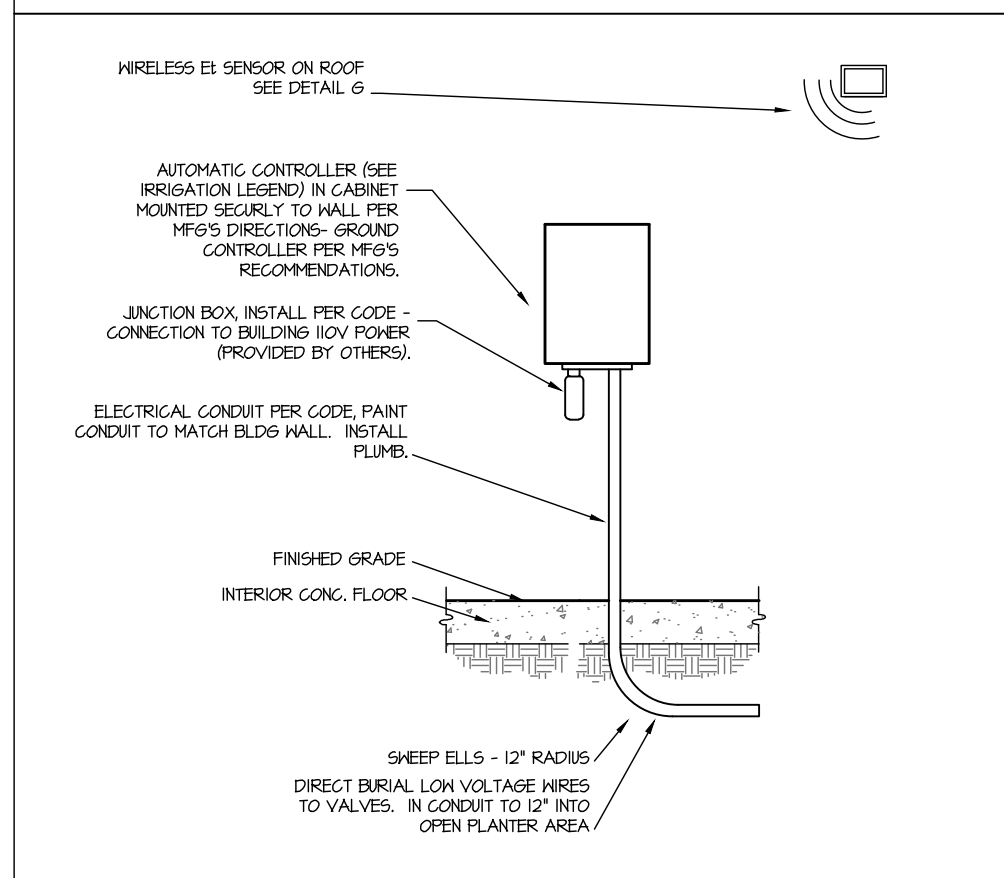 WIRELESS Et SENSOR ON ROOF
SEE DETAIL G
AUTOMATIC CONTROLLER (SEE
IRRIGATION LEGEND) IN CABINET
MOUNTED SECURLY TO WALL PER
MFG'S DIRECTIONS- GROUND
CONTROLLER PER MFG'S
RECOMMENDATIONS.
JUNCTION BOX, INSTALL PER CODE -
CONNECTION TO BUILDING 110V POWER
(PROVIDED BY OTHERS).
ELECTRICAL CONDUIT PER CODE, PAINT
CONDUIT TO MATCH BLDG WALL. INSTALL
PLUMB.
FINISHED GRADE
INTERIOR CONC. FLOOR
SWEEP ELLS - 12" RADIUS
DIRECT BURIAL LOW VOLTAGE WIRES
TO VALVES. IN CONDUIT TO 12" INTO
OPEN PLANTER AREA